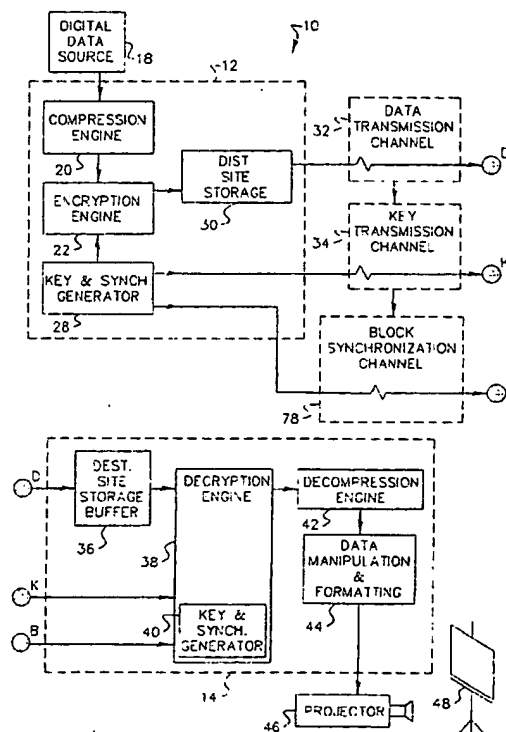 10
DIGITAL
DATA
SOURCE
18
12
COMPRESSION
ENGINE
20
ENCRYPTION
ENGINE
22
KEY & SYNCH
GENERATOR
28
DIST
SITE
STORAGE
30
32
DATA
TRANSMISSION
CHANNEL
D
34
KEY
TRANSMISSION
CHANNEL
K
BLOCK
SYNCHRONIZATION
CHANNEL
78
D
DEST.
SITE
STORAGE
BUFFER
36
DECRYPTION
ENGINE
38
K
B
40
KEY &
SYNCH.
GENERATOR
DECOMPRESSION
ENGINE
42
DATA
MANIPULATION
&
FORMATTING
44
14
46
PROJECTOR
48